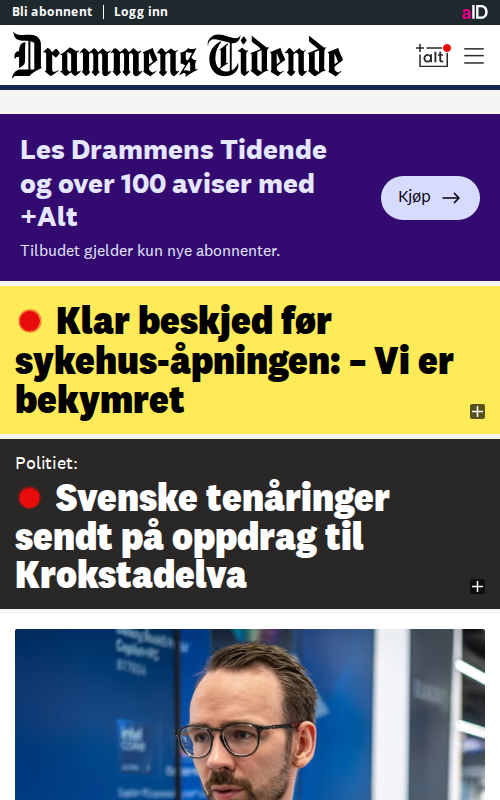 Bli abonnent | Logg inn
aID
Drammens Tidende
+alt
Les Drammens Tidende
og over 100 aviser med
+Alt
Kjøp →
Tilbudet gjelder kun nye abonnenter.
Klar beskjed før
sykehus-åpningen: – Vi er
bekymret
+
Politiet:
Svenske tenåringer
sendt på oppdrag til
Krokstadelva
+
intel